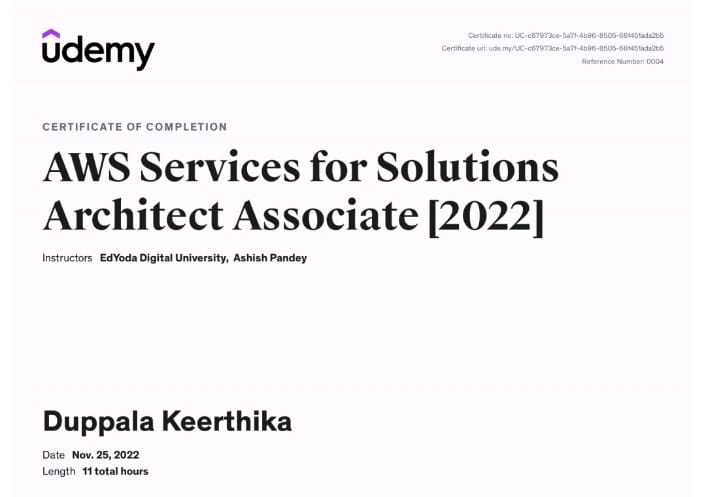 udemy
Certificate no: UC-c67973ce-5a7f-4b96-8505-66f451ada2b5
Certificate url: ude.my/UC-c67973ce-5a7f-4b96-8505-66f451ada2b5
Reference Number: 0004
CERTIFICATE OF COMPLETION
AWS Services for Solutions
Architect Associate [2022]
Instructors EdYoda Digital University, Ashish Pandey
Duppala Keerthika
Date Nov. 25, 2022
Length 11 total hours